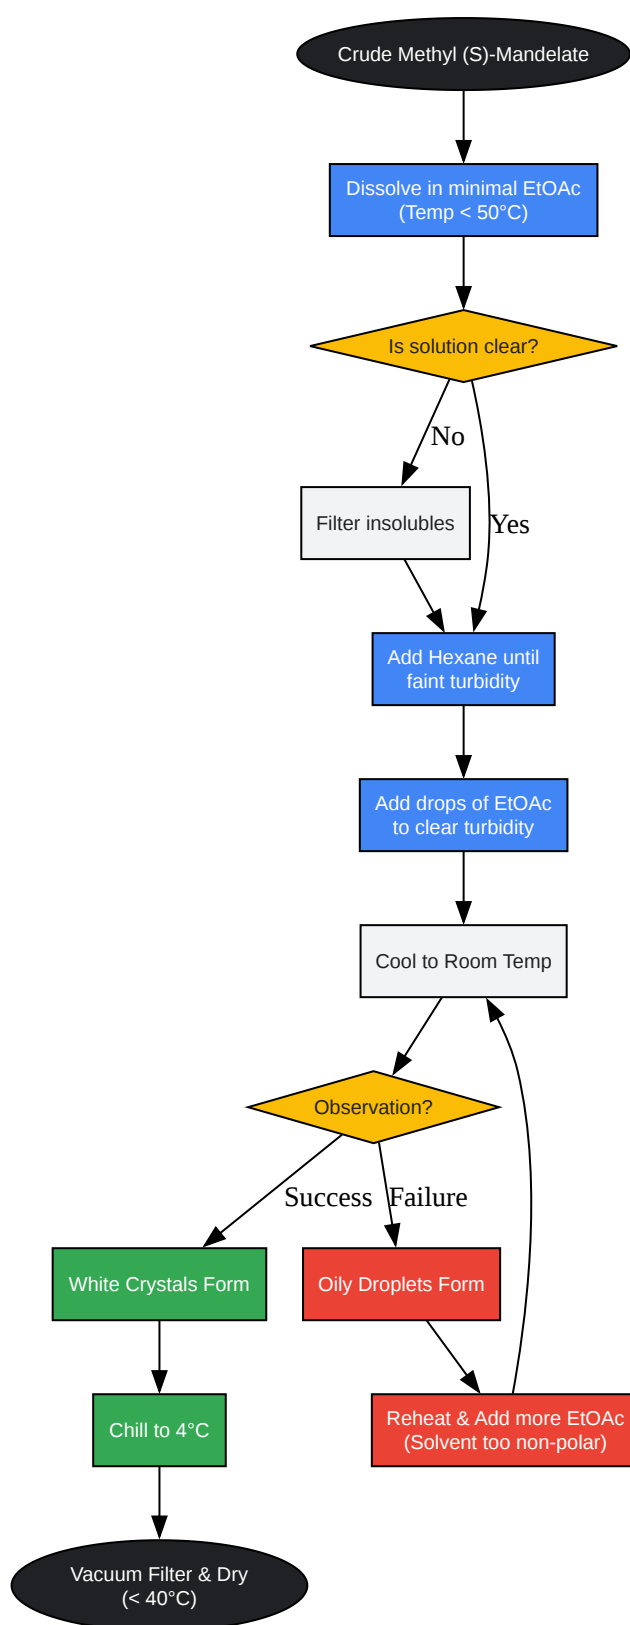 Crude Methyl (S)-Mandelate
Dissolve in minimal EtOAc
(Temp < 50°C)
Is solution clear?
No
Filter insolubles
Yes
Add Hexane until
faint turbidity
Add drops of EtOAc
to clear turbidity
Cool to Room Temp
Observation?
Success
Failure
White Crystals Form
Oily Droplets Form
Chill to 4°C
Reheat & Add more EtOAc
(Solvent too non-polar)
Vacuum Filter & Dry
(< 40°C)